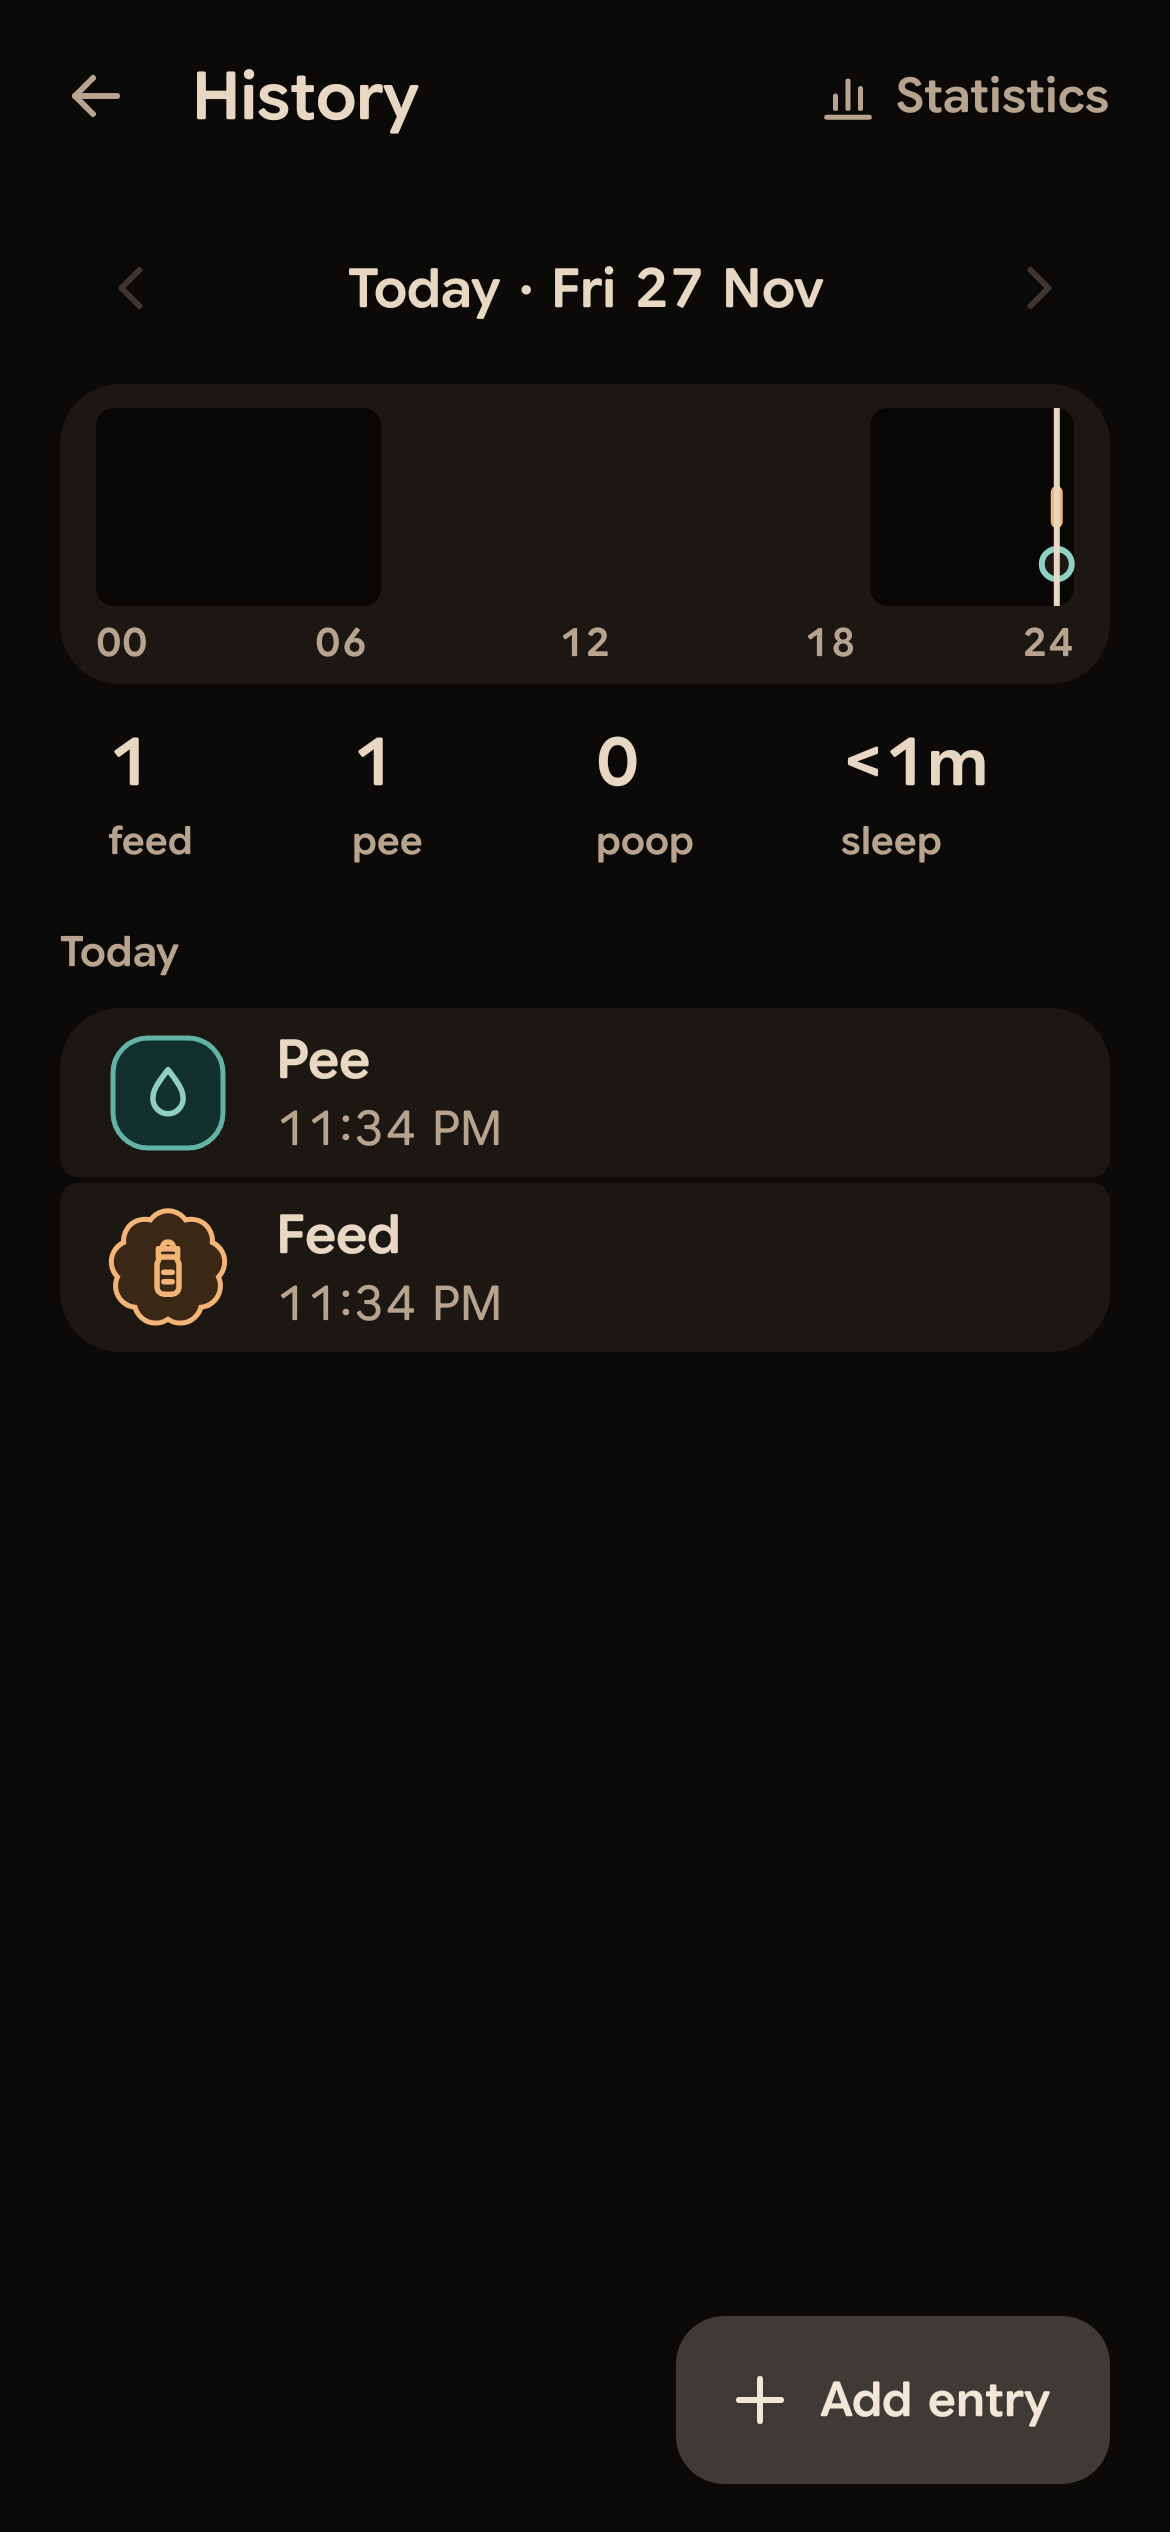 History
Statistics
Today · Fri 27 Nov
00 06 12 18 24
1 1 0 <1m
feed pee poop sleep
Today
Pee
11:34 PM
Feed
11:34 PM
Add entry